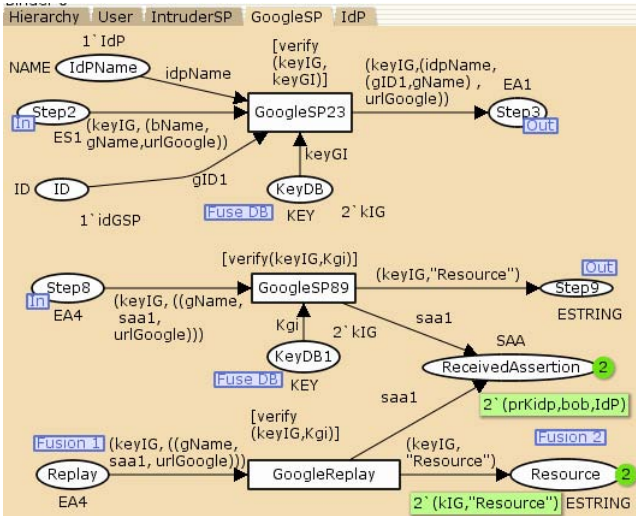 Hierarchy User IntruderSP GoogleSP IdP
1`IdP
NAME IdPName idpName
[verify
(keyIG,
keyGI)]
(keyIG,(idpName,
(gID1,gName) ,
urlGoogle))
EA1
Step2
In
ES1
(keyIG, (bName,
gName,urlGoogle))
GoogleSP23
Step3
Out
keyGI
gID1
ID ID
1`idGSP
KeyDB
Fuse DB
KEY
2`kIG
[verify(keyIG,Kgi)]
Step8
In
EA4
(keyIG, ((gName,
saa1,
urlGoogle)))
GoogleSP89
(keyIG,"Resource")
Out
Step9
ESTRING
Kgi
2`kIG
KeyDB1
Fuse DB
KEY
saa1
SAA
ReceivedAssertion 2
2`(prKidp,bob,IdP)
saa1
[verify
(keyIG,Kgi)]
Fusion 1
(keyIG, ((gName,
saa1, urlGoogle)))
Replay
EA4
GoogleReplay
(keyIG,
"Resource")
Fusion 2
Resource 2
2`(kIG,"Resource") ESTRING